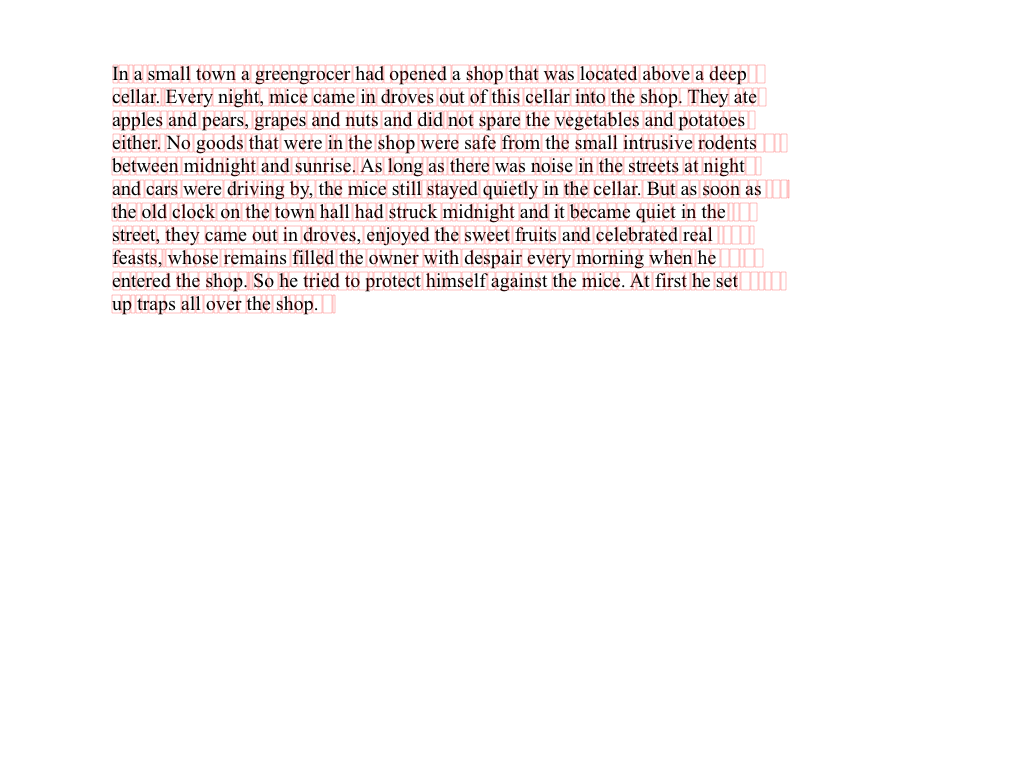 In a small town a greengrocer had opened a shop that was located above a deep
cellar. Every night, mice came in droves out of this cellar into the shop. They ate
apples and pears, grapes and nuts and did not spare the vegetables and potatoes
either. No goods that were in the shop were safe from the small intrusive rodents
between midnight and sunrise. As long as there was noise in the streets at night
and cars were driving by, the mice still stayed quietly in the cellar. But as soon as
the old clock on the town hall had struck midnight and it became quiet in the
street, they came out in droves, enjoyed the sweet fruits and celebrated real
feasts, whose remains filled the owner with despair every morning when he
entered the shop. So he tried to protect himself against the mice. At first he set
up traps all over the shop.